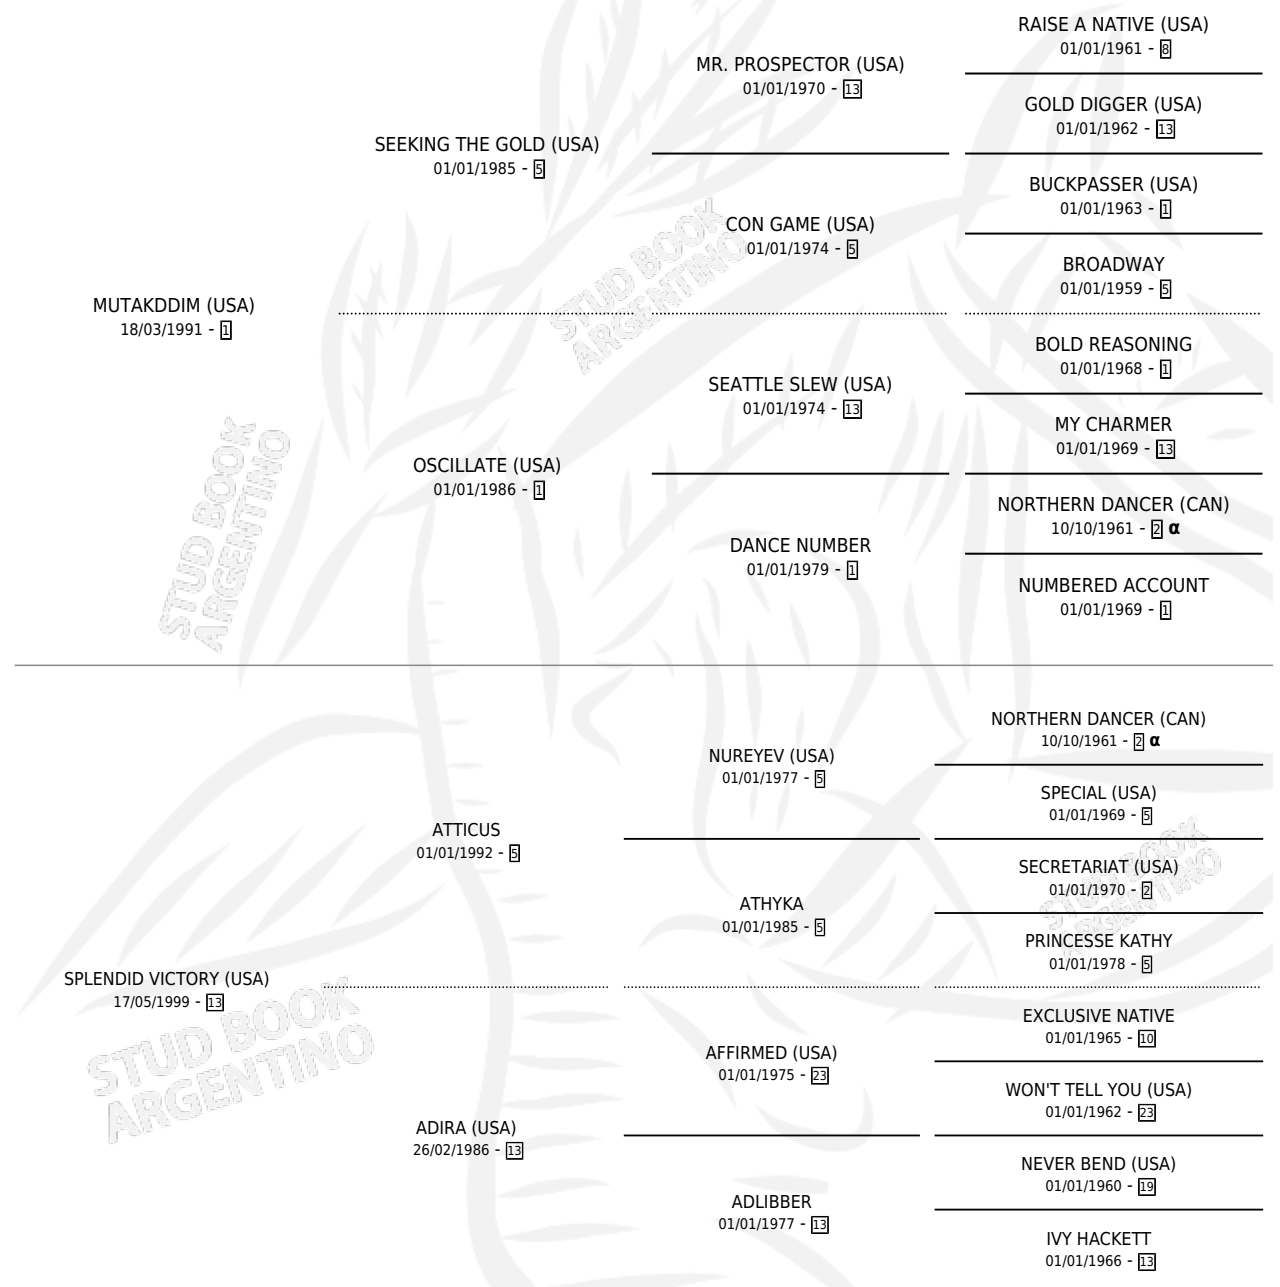 RAISE A NATIVE (USA)
01/01/1961 - 8
MR. PROSPECTOR (USA)
01/01/1970 - 13
GOLD DIGGER (USA)
01/01/1962 - 13
SEEKING THE GOLD (USA)
01/01/1985 - 5
BUCKPASSER (USA)
01/01/1963 - 1
CON GAME (USA)
01/01/1974 - 5
BROADWAY
01/01/1959 - 5
STUD BOOK
ARGENTINO
MUTAKDDIM (USA)
18/03/1991 - 1
BOLD REASONING
01/01/1968 - 1
SEATTLE SLEW (USA)
01/01/1974 - 13
MY CHARMER
01/01/1969 - 13
OSCILLATE (USA)
01/01/1986 - 1
NORTHERN DANCER (CAN)
10/10/1961 - 2 α
DANCE NUMBER
01/01/1979 - 1
NUMBERED ACCOUNT
01/01/1969 - 1
STUD BOOK
ARGENTINO
NORTHERN DANCER (CAN)
10/10/1961 - 2 α
NUREYEV (USA)
01/01/1977 - 5
SPECIAL (USA)
01/01/1969 - 5
ATTICUS
01/01/1992 - 5
SECRETARIAT (USA)
01/01/1970 - 2
ATHYKA
01/01/1985 - 5
PRINCESSE KATHY
01/01/1978 - 5
STUD BOOK
ARGENTINO
SPLENDID VICTORY (USA)
17/05/1999 - 13
EXCLUSIVE NATIVE
01/01/1965 - 10
AFFIRMED (USA)
01/01/1975 - 23
WON'T TELL YOU (USA)
01/01/1962 - 23
ADIRA (USA)
26/02/1986 - 13
NEVER BEND (USA)
01/01/1960 - 19
ADLIBBER
01/01/1977 - 13
IVY HACKETT
01/01/1966 - 13
STUD BOOK
ARGENTINO